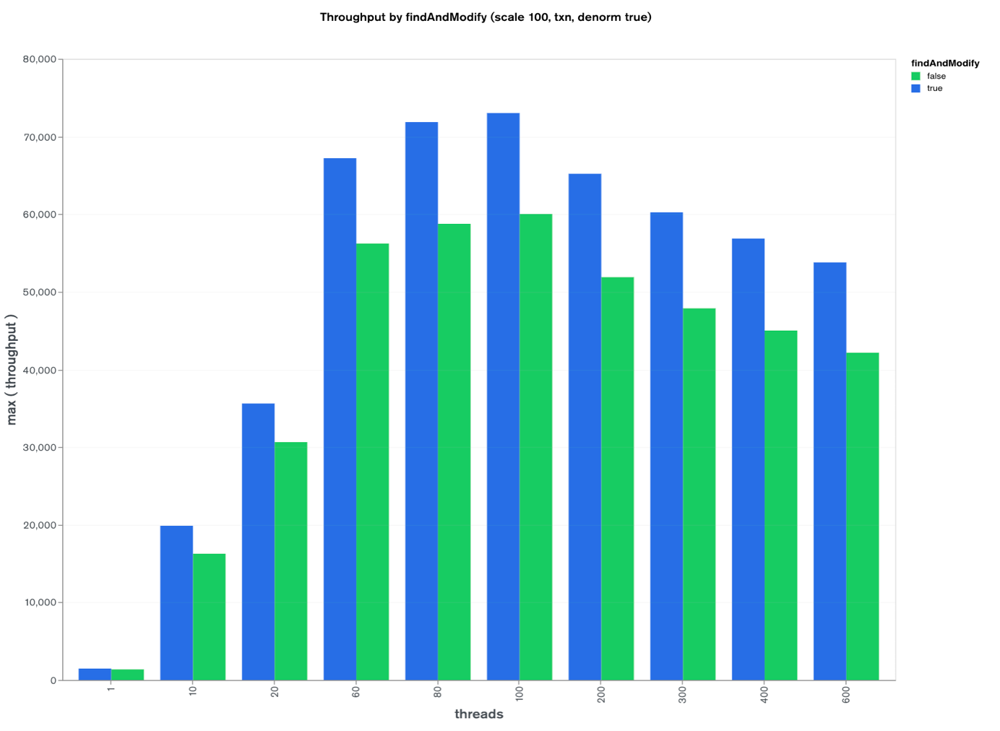 Throughput by findAndModify (scale 100, txn, denorm true)
findAndModify
false
true
80,000
70,000
60,000
50,000
40,000
30,000
20,000
10,000
0
max ( throughput )
1 10 20 60 80 100 200 300 400 600
threads